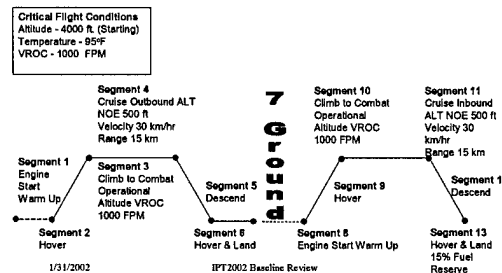 Critical Flight Conditions
Altitude - 4000 ft. (Starting)
Temperature - 95ºF
VROC - 1000 FPM
Segment 1
Engine
Start
Warm Up
Segment 2
Hover
Segment 3
Climb to Combat
Operational
Altitude VROC
1000 FPM
Segment 4
Cruise Outbound ALT
NOE 500 ft
Velocity 30 km/hr
Range 15 km
Segment 5
Descend
Segment 6
Hover & Land
7 Ground
Segment 8
Engine Start Warm Up
Segment 9
Hover
Segment 10
Climb to Combat
Operational
Altitude VROC
1000 FPM
Segment 11
Cruise Inbound
ALT NOE 500 ft
Velocity 30
km/hr
Range 15 km
Segment 1
Descend
Segment 13
Hover & Land
15% Fuel
Reserve
1/31/2002
IPT2002 Baseline Review